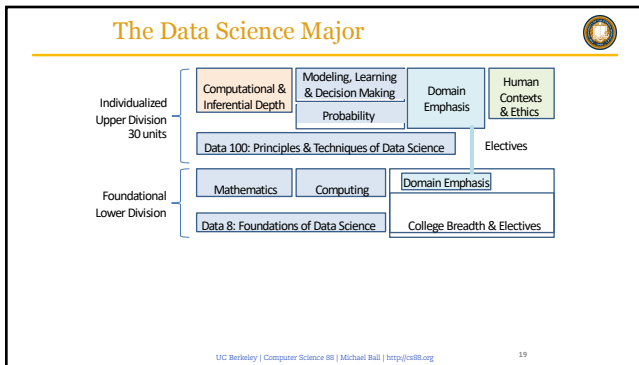 The Data Science Major
Individualized
Upper Division
30 units
Computational &
Inferential Depth
Modeling, Learning
& Decision Making
Probability
Domain
Emphasis
Human
Contexts
& Ethics
Data 100: Principles & Techniques of Data Science
Electives
Foundational
Lower Division
Mathematics
Computing
Domain Emphasis
Data 8: Foundations of Data Science
College Breadth & Electives
UC Berkeley | Computer Science 88 | Michael Ball | http://cs88.org
19